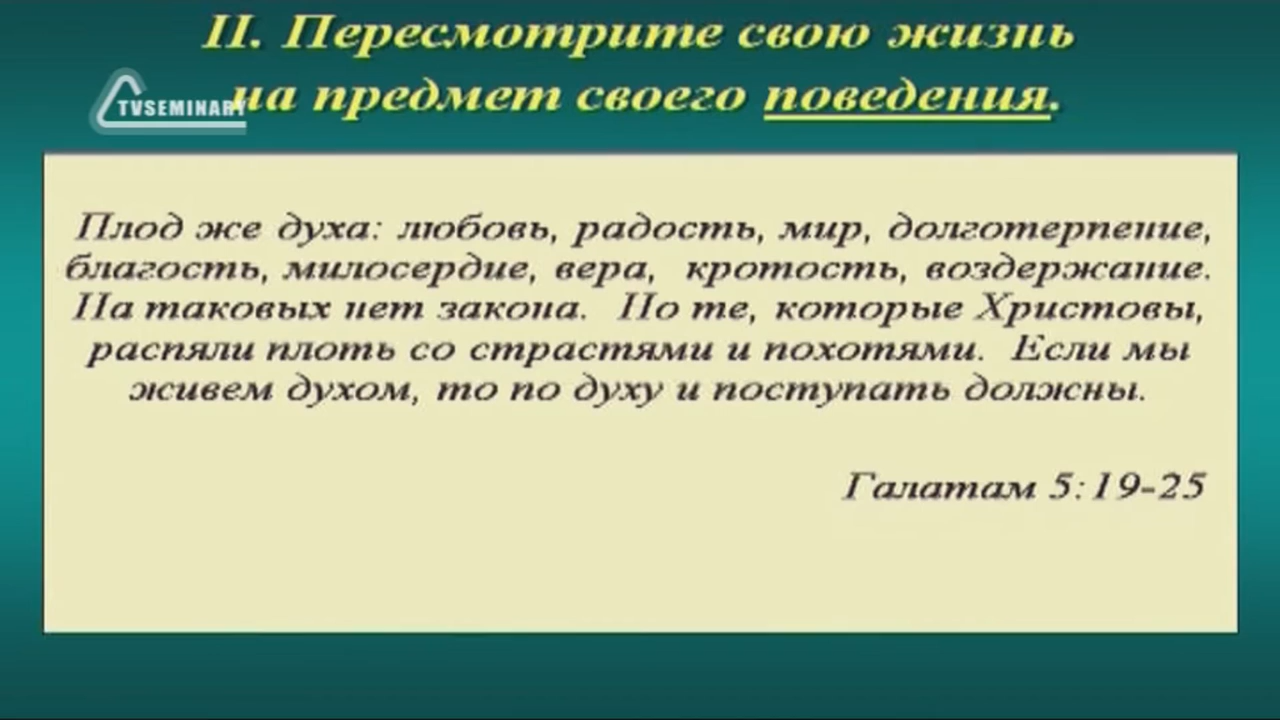 II. Пересмотрите свою жизнь
на предмет своего поведения.
TVSEMINARY
Плод же духа: любовь, радость, мир, долготерпение,
благость, милосердие, вера, кротость, воздержание.
На таковых нет закона. Но те, которые Христовы,
распяли плоть со страстями и похотями. Если мы
живем духом, то по духу и поступать должны.
Галатам 5:19-25